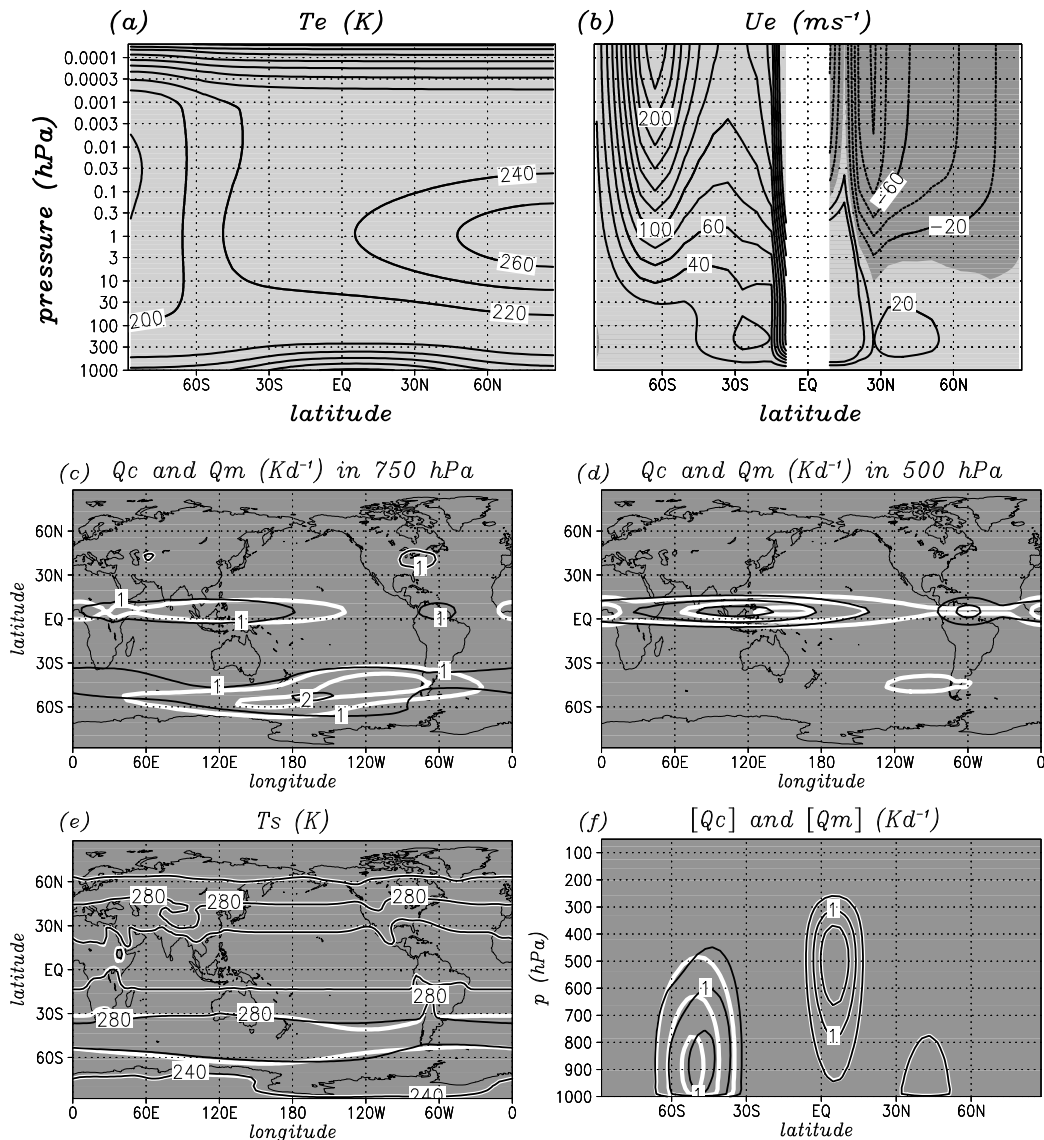 (a) Te (K)
(b) Ue (ms⁻¹)
0.0001
0.0003
0.001
0.003
0.01
0.03
0.1
0.3
1
3
10
30
100
300
1000
pressure (hPa)
240
260
220
200
60S 30S EQ 30N 60N
latitude
200
100
60
40
-60
-20
20
60S 30S EQ 30N 60N
latitude
(c) Qc and Qm (Kd⁻¹) in 750 hPa
60N
30N
EQ
30S
60S
latitude
1
1
1
1
1
1
2
1
0 60E 120E 180 120W 60W 0
longitude
(d) Qc and Qm (Kd⁻¹) in 500 hPa
60N
30N
EQ
30S
60S
0 60E 120E 180 120W 60W 0
longitude
(e) Ts (K)
60N
30N
EQ
30S
60S
latitude
280
280
280
280
280
280
240
240
0 60E 120E 180 120W 60W 0
longitude
(f) [Qc] and [Qm] (Kd⁻¹)
100
200
300
400
500
600
700
800
900
1000
p (hPa)
1
1
1
1
60S 30S EQ 30N 60N
latitude